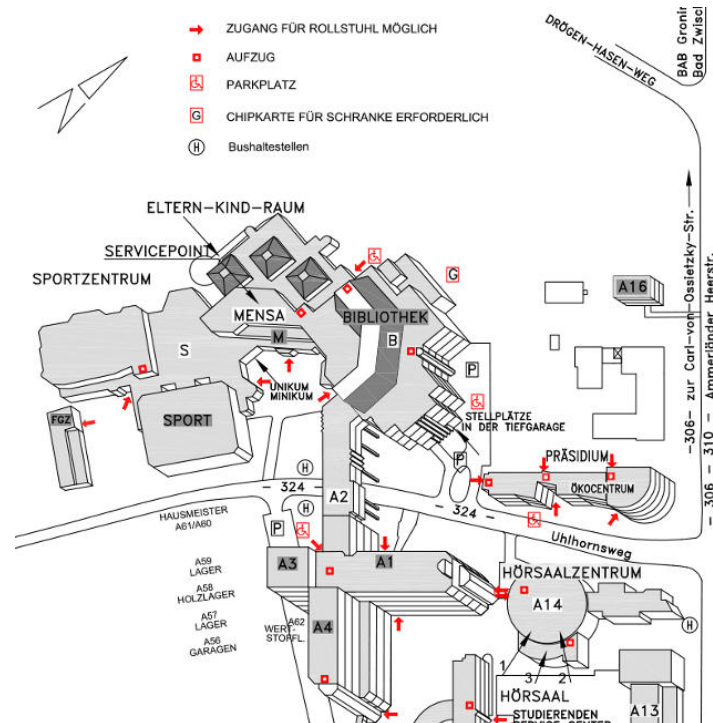 ZUGANG FÜR ROLLSTUHL MÖGLICH
AUFZUG
PARKPLATZ
G CHIPKARTE FÜR SCHRANKE ERFORDERLICH
H Bushaltestellen
DRÖGEN-HASEN-WEG
BAB
Bad
-306- zur Carl-von-Ossietzky-Str.
- 306 - 310 - Ammerländer Heerstr.
ELTERN-KIND-RAUM
SERVICEPOINT
SPORTZENTRUM
G
A16
MENSA
BIBLIOTHEK
M
B
S
UNIKUM
MINIKUM
P
FGZ
SPORT
STELLPLÄTZE
IN DER TIEFGARAGE
P
PRÄSIDIUM
ÖKOCENTRUM
H
- 324
A2
HAUSMEISTER
A61/A60
H
- 324 -
P
Uhlhornsweg
A59
LAGER
A3
A1
HÖRSAALZENTRUM
A58
HOLZLAGER
A14
A57
LAGER
A62
WERT-
STOFFL.
A4
H
A56
GARAGEN
1
3
2
HÖRSAAL
A13
STUDIERENDEN
SERVICE CENTER